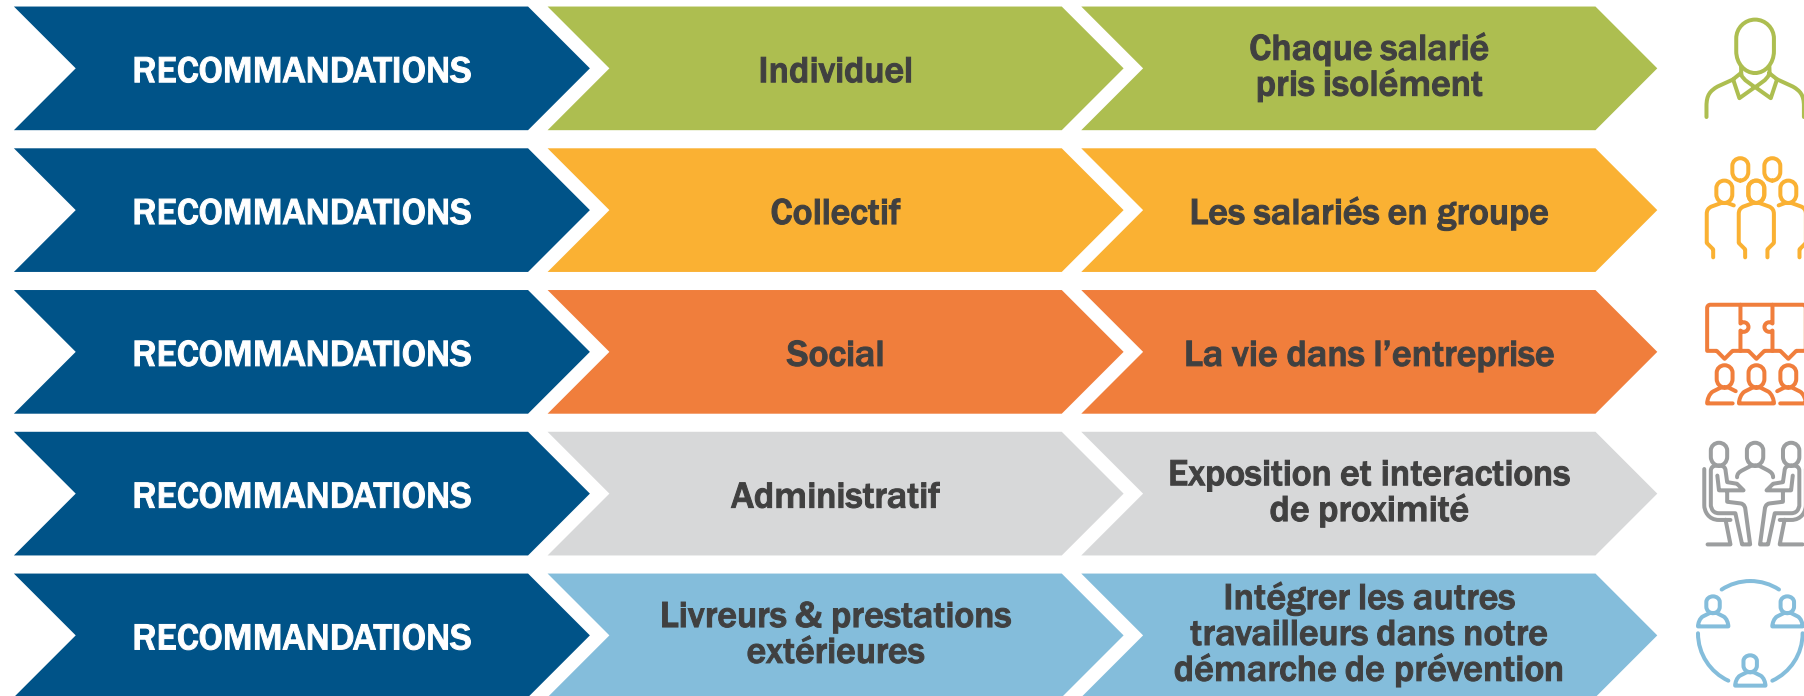 RECOMMANDATIONS
Individuel
Chaque salarié
pris isolément
RECOMMANDATIONS
Collectif
Les salariés en groupe
RECOMMANDATIONS
Social
La vie dans l’entreprise
RECOMMANDATIONS
Administratif
Exposition et interactions
de proximité
RECOMMANDATIONS
Livreurs & prestations
extérieures
Intégrer les autres
travailleurs dans notre
démarche de prévention